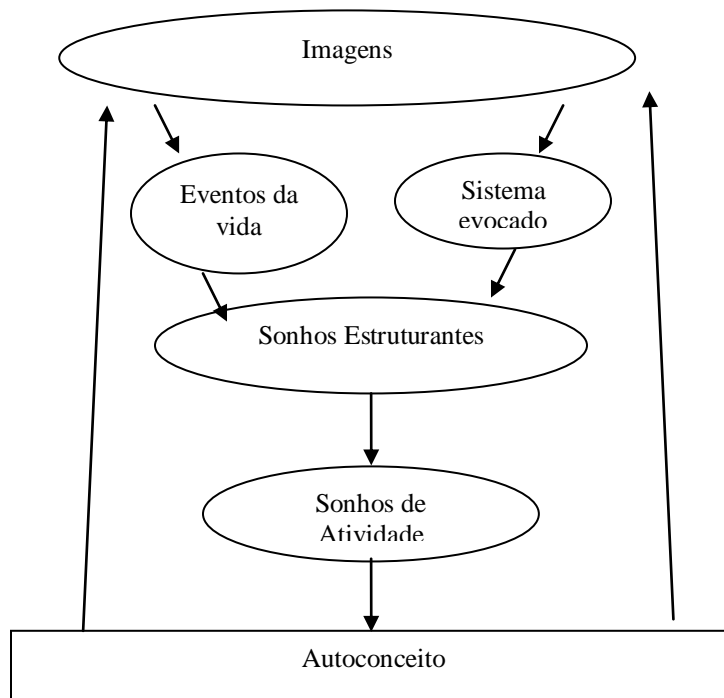 Imagens
Eventos da
vida
Sistema
evocado
Sonhos Estruturantes
Sonhos de
Atividade
Autoconceito